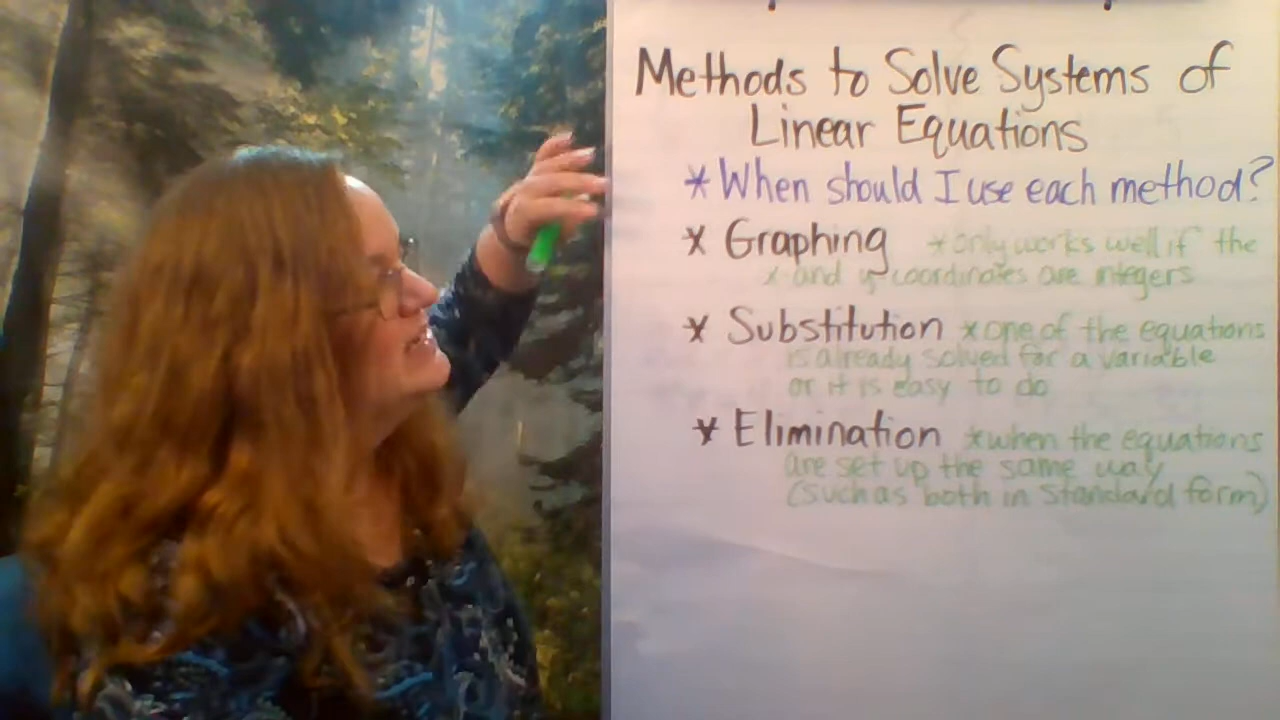 Methods to Solve Systems of
Linear Equations
* When should I use each method?
* Graphing * only works well if the
x- and y-coordinates are integers
* Substitution * one of the equations
is already solved for a variable
or it is easy to do
* Elimination * when the equations
are set up the same way
(such as both in standard form)